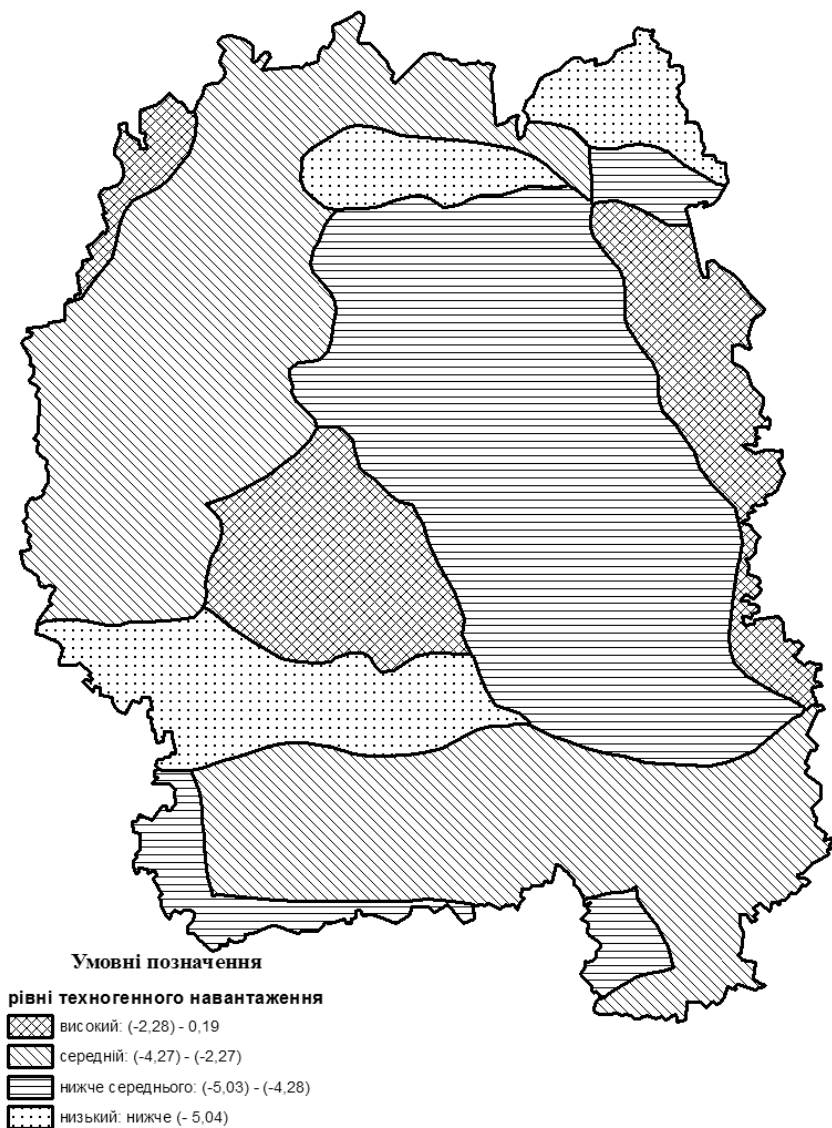 Умовні позначення
рівні техногенного навантаження
високий: (-2,28) - 0,19
середній: (-4,27) - (-2,27)
нижче середнього: (-5,03) - (-4,28)
низький: нижче (- 5,04)